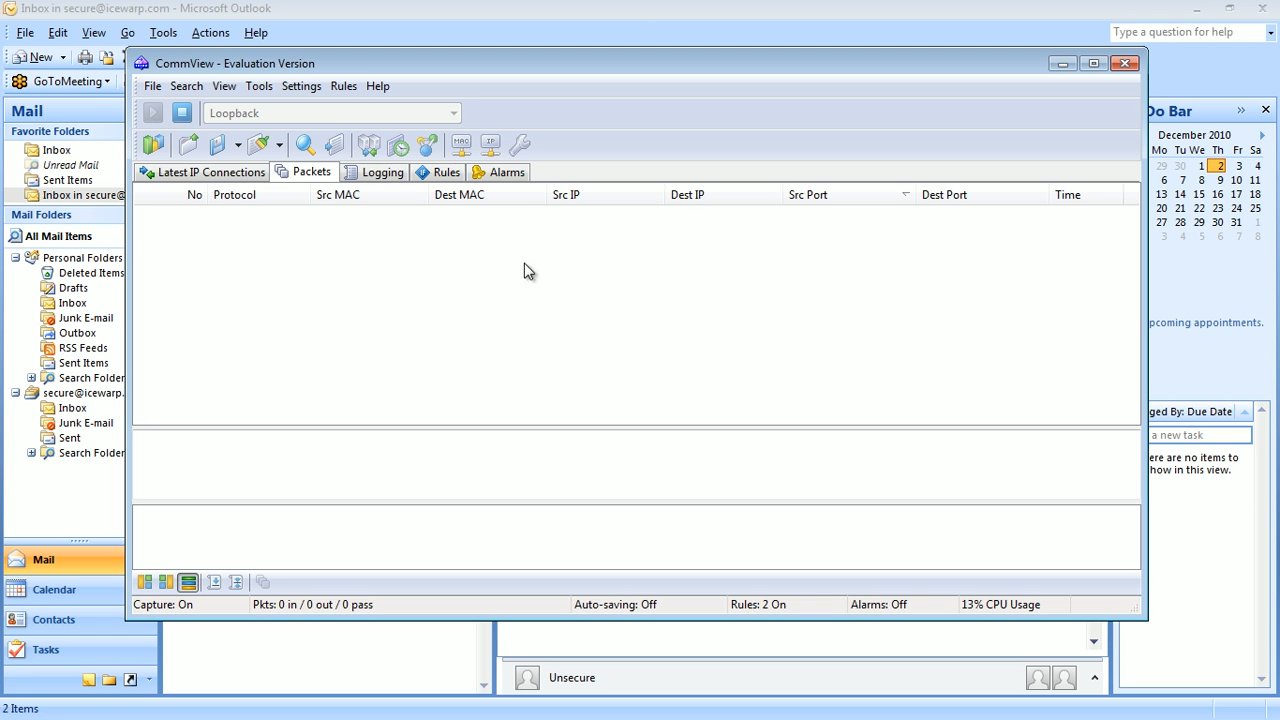 Inbox in secure@icewarp.com - Microsoft Outlook
File Edit View Go Tools Actions Help
Type a question for help
New
GoToMeeting
Mail
Favorite Folders
Inbox
Unread Mail
Sent Items
Inbox in secure@
Mail Folders
All Mail Items
Personal Folders
Deleted Items
Drafts
Inbox
Junk E-mail
Outbox
RSS Feeds
Sent Items
Search Folder
secure@icewarp.
Inbox
Junk E-mail
Sent
Search Folder
Mail
Calendar
Contacts
Tasks
2 Items
CommView - Evaluation Version
File Search View Tools Settings Rules Help
Loopback
MAC IP
Latest IP Connections Packets Logging Rules Alarms
No Protocol Src MAC Dest MAC Src IP Dest IP Src Port Dest Port Time
Capture: On Pkts: 0 in / 0 out / 0 pass Auto-saving: Off Rules: 2 On Alarms: Off 13% CPU Usage
Unsecure
Do Bar
December 2010
Mo Tu We Th Fr Sa
29 30 1 2 3 4
6 7 8 9 10 11
13 14 15 16 17 18
20 21 22 23 24 25
27 28 29 30 31 1
3 4 5 6 7 8
pcoming appointments.
ged By: Due Date
a new task
ere are no items to
how in this view.